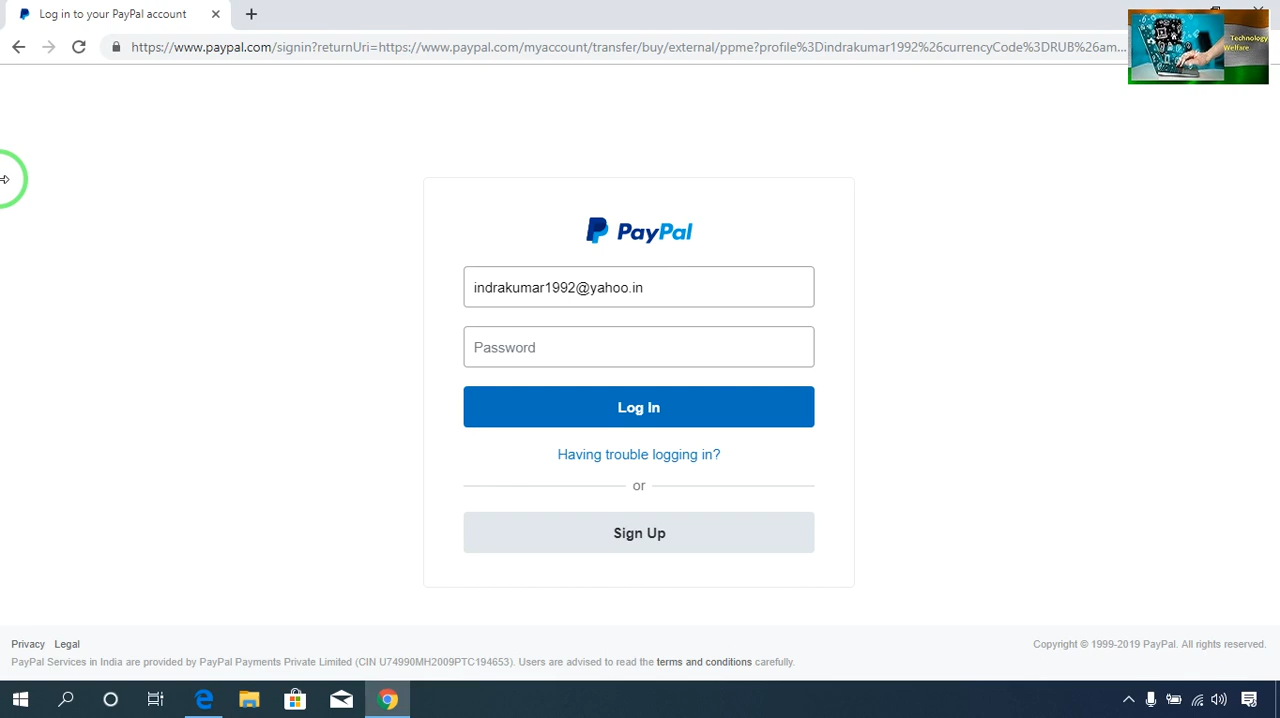 Log in to your PayPal account
https://www.paypal.com/signin?returnUri=https://www.paypal.com/myaccount/transfer/buy/external/ppme?profile%3Dindrakumar1992%26currencyCode%3DRUB%26am...
Technology
Welfare
PayPal
indrakumar1992@yahoo.in
Password
Log In
Having trouble logging in?
or
Sign Up
Privacy Legal
Copyright © 1999-2019 PayPal. All rights reserved.
PayPal Services in India are provided by PayPal Payments Private Limited (CIN U74990MH2009PTC194653). Users are advised to read the terms and conditions carefully.